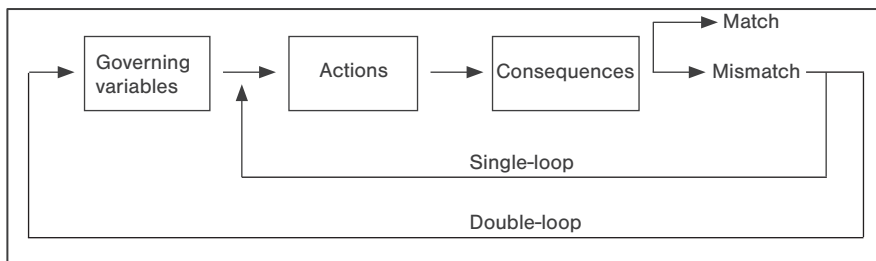 Match
Governing
variables
Actions
Consequences
Mismatch
Single-loop
Double-loop